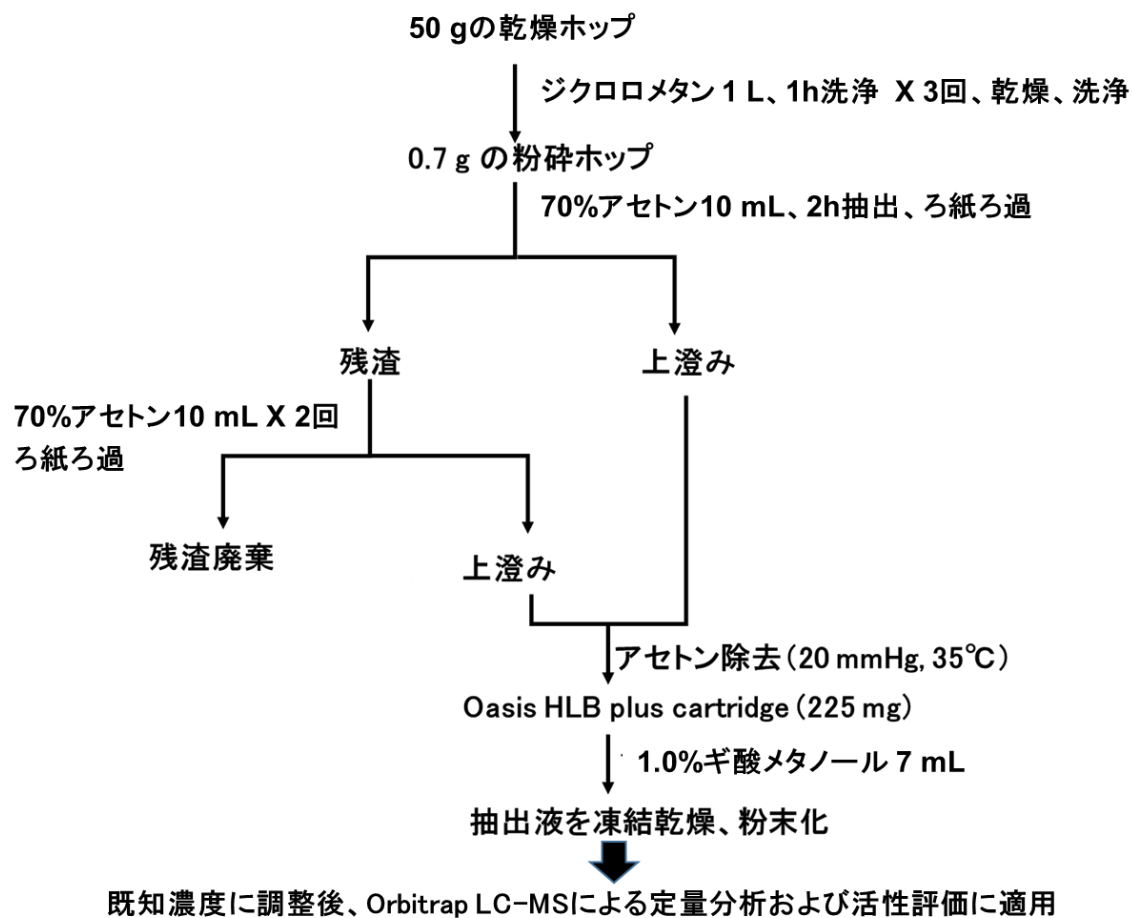 50 gの乾燥ホップ
ジクロロメタン 1 L、1h洗浄 X 3回、乾燥、洗浄
0.7 g の粉砕ホップ
70%アセトン10 mL、2h抽出、ろ紙ろ過
残渣
上澄み
70%アセトン10 mL X 2回
ろ紙ろ過
残渣廃棄
上澄み
アセトン除去(20 mmHg, 35℃)
Oasis HLB plus cartridge (225 mg)
1.0%ギ酸メタノール 7 mL
抽出液を凍結乾燥、粉末化
既知濃度に調整後、Orbitrap LC-MSによる定量分析および活性評価に適用